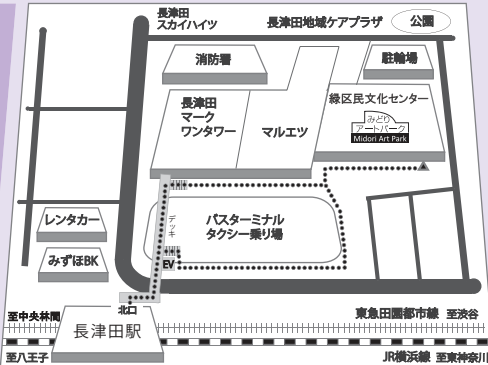 長津田
スカイハイツ
長津田地域ケアプラザ
公園
消防署
駐輪場
長津田
マーク
ワンタワー
マルエツ
緑区民文化センター
みどり
アートパーク
Midori Art Park
レンタカー
みずほBK
デッキ
バスターミナル
タクシー乗り場
EV
北口
至中央林間
長津田駅
東急田園都市線 至渋谷
至八王子
JR横浜線 至東神奈川